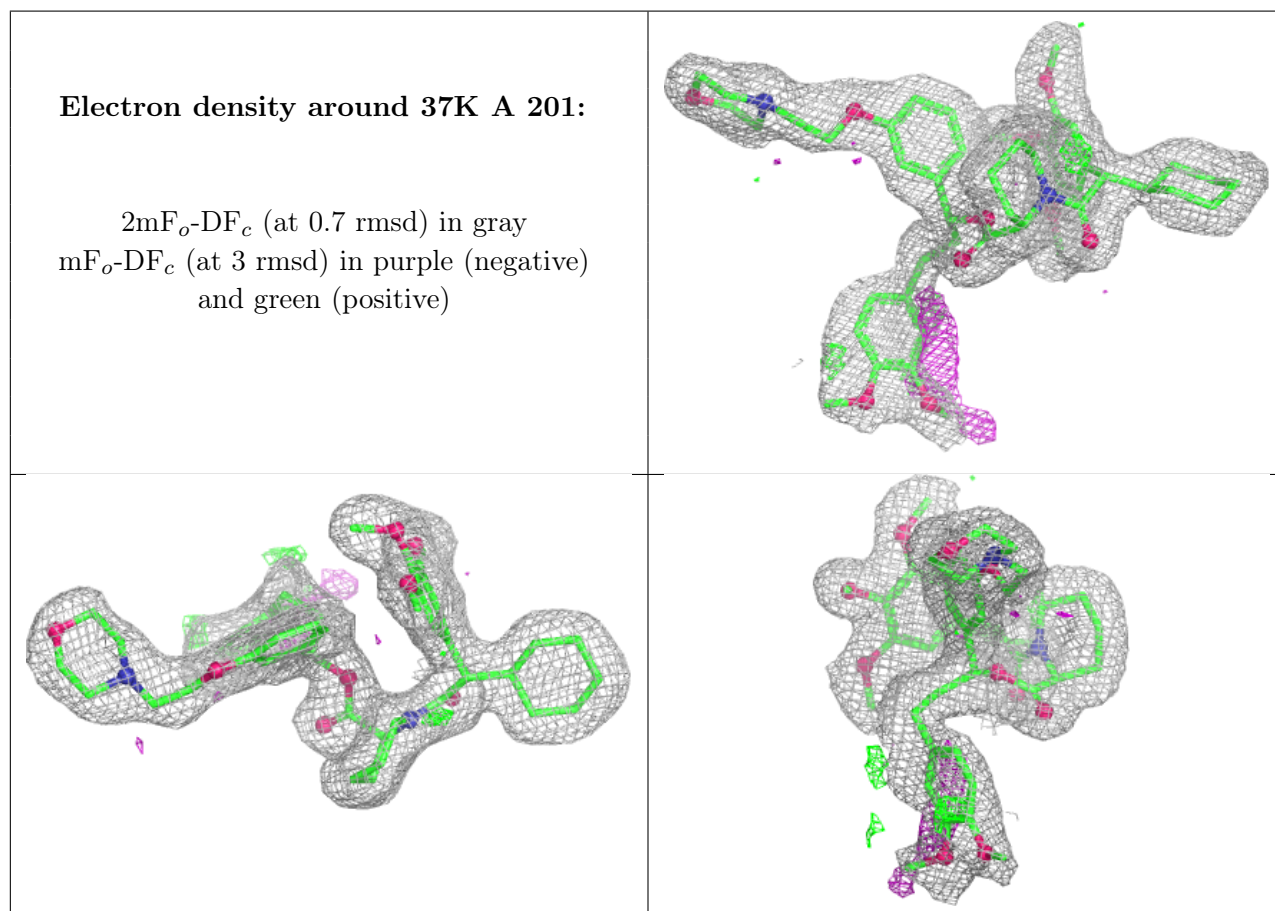 Electron density around 37K A 201:
2mFo-DFc (at 0.7 rmsd) in gray
mFo-DFc (at 3 rmsd) in purple (negative)
and green (positive)